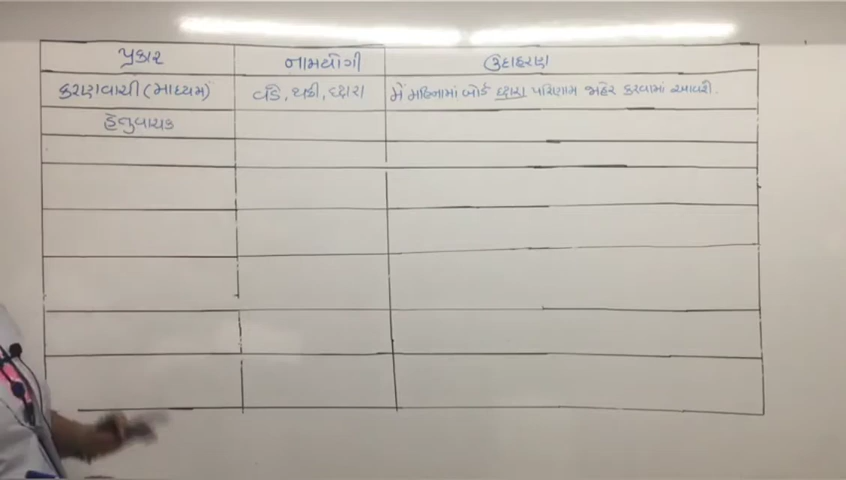 પ્રકાર નામયોગી ઉદાહરણ
કરણવાચી (માધ્યમ) વડે, થકી, દ્વારા મે મહિનામાં બોર્ડ દ્વારા પરિણામ જાહેર કરવામાં આવશે.
હેતુવાચક